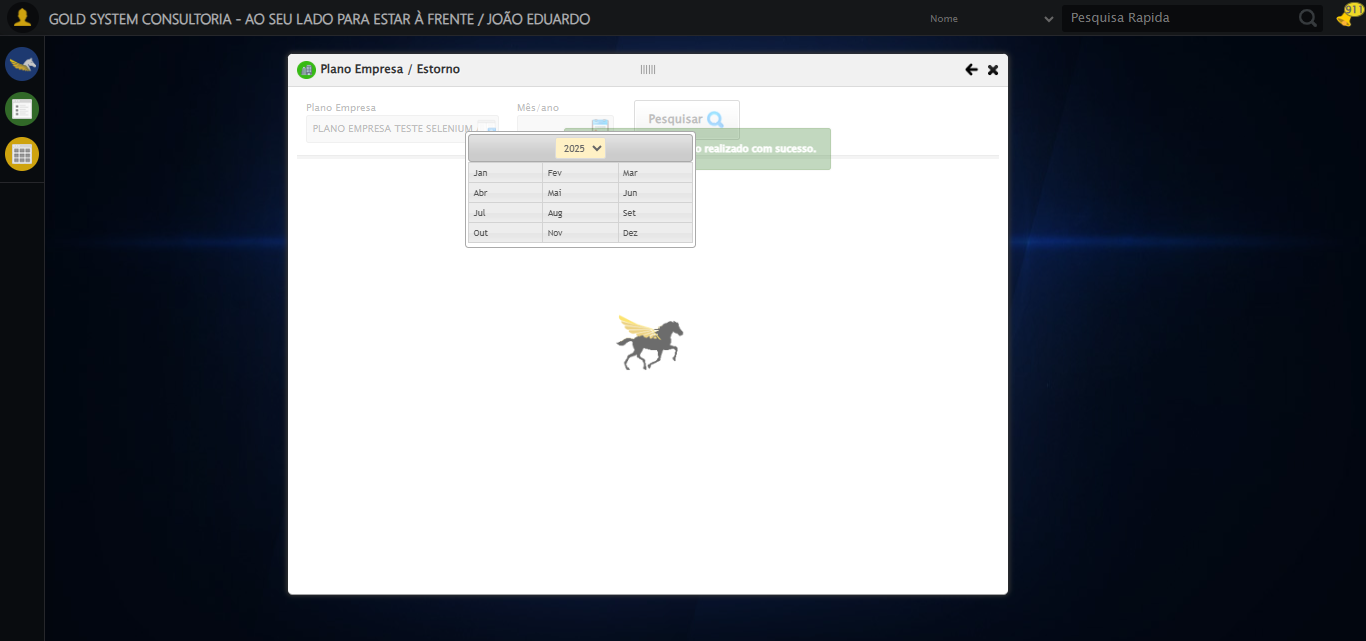 GOLD SYSTEM CONSULTORIA - AO SEU LADO PARA ESTAR À FRENTE / JOÃO EDUARDO
Nome
Pesquisa Rapida
911
Plano Empresa / Estorno
Plano Empresa
Mês/ano
PLANO EMPRESA TESTE SELENIUM
Pesquisar
realizado com sucesso.
2025
Jan Fev Mar
Abr Mai Jun
Jul Aug Set
Out Nov Dez